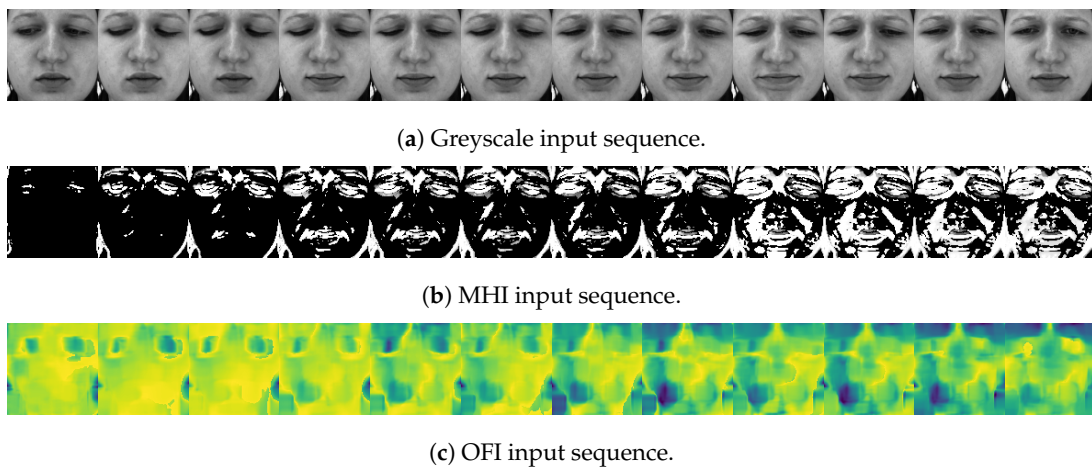 (a) Greyscale input sequence.
(b) MHI input sequence.
(c) OFI input sequence.